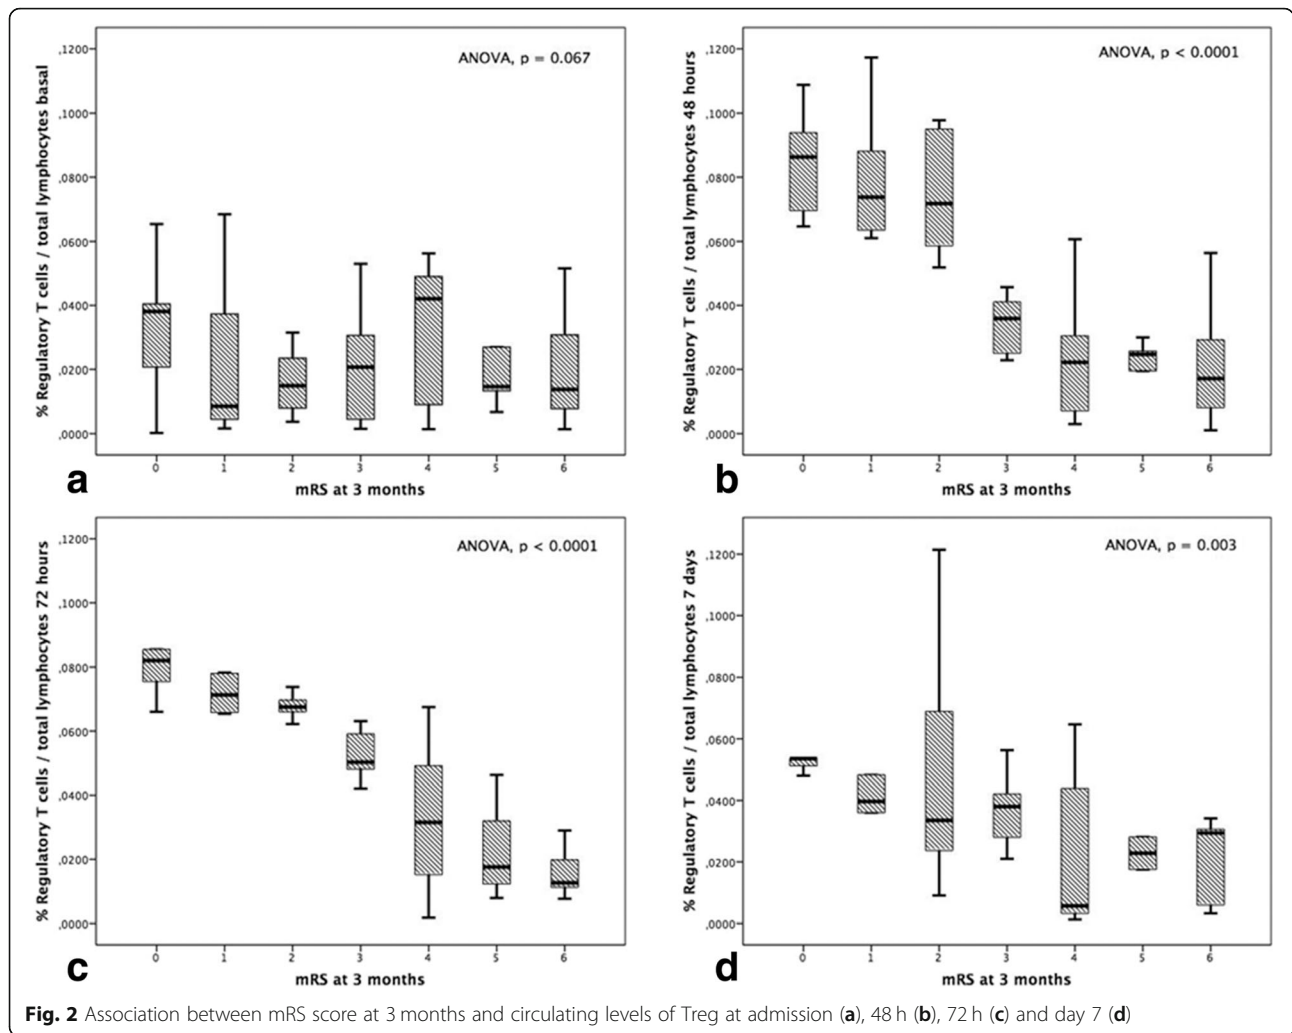 ANOVA, p = 0.067
% Regulatory T cells / total lymphocytes basal
,1200
,1000
,0800
,0600
,0400
,0200
,0000
0 1 2 3 4 5 6
mRS at 3 months
a
ANOVA, p < 0.0001
% Regulatory T cells / total lymphocytes 48 hours
,1200
,1000
,0800
,0600
,0400
,0200
,0000
0 1 2 3 4 5 6
mRS at 3 months
b
ANOVA, p < 0.0001
% Regulatory T cells / total lymphocytes 72 hours
,1200
,1000
,0800
,0600
,0400
,0200
,0000
0 1 2 3 4 5 6
mRS at 3 months
c
ANOVA, p = 0.003
% Regulatory T cells / total lymphocytes 7 days
,1200
,1000
,0800
,0600
,0400
,0200
,0000
0 1 2 3 4 5 6
mRS at 3 months
d
Fig. 2 Association between mRS score at 3 months and circulating levels of Treg at admission (a), 48 h (b), 72 h (c) and day 7 (d)